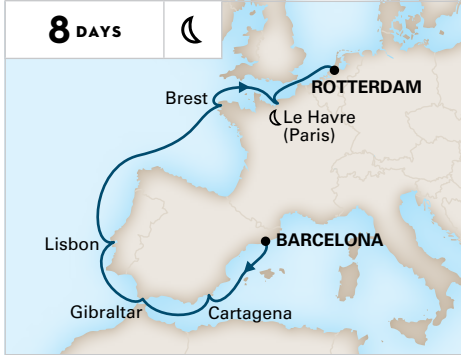 8 DAYS
ROTTERDAM
Brest
Le Havre
(Paris)
BARCELONA
Lisbon
Gibraltar
Cartagena